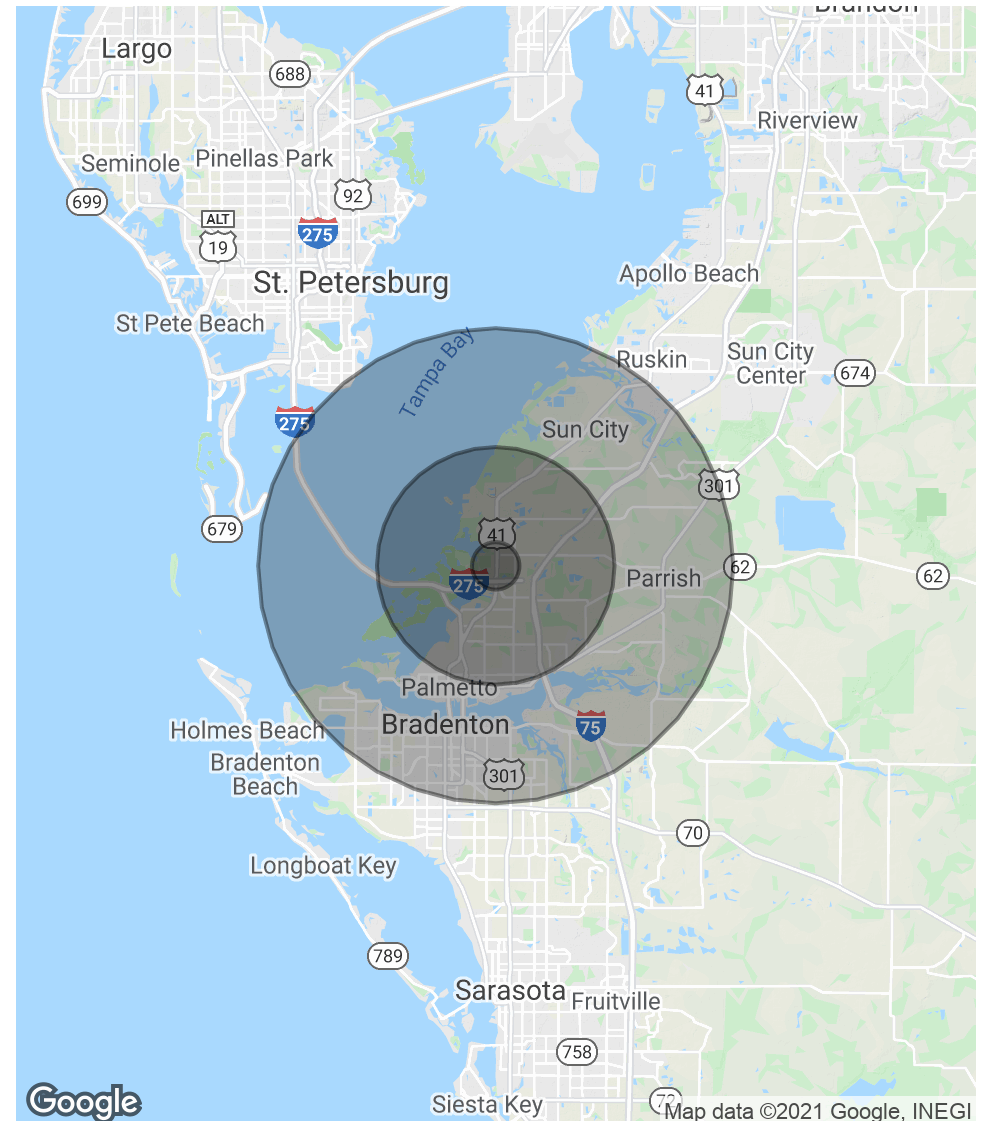 Brandon
Largo
688
41
Riverview
Seminole
Pinellas Park
92
699
ALT
19
275
Apollo Beach
St. Petersburg
St Pete Beach
Tampa Bay
Ruskin
Sun City
Center
674
275
Sun City
301
679
41
62
275
Parrish
62
Palmetto
Bradenton
75
Holmes Beach
Bradenton
Beach
301
70
Longboat Key
789
Sarasota
Fruitville
758
Siesta Key
72
Google
Map data ©2021 Google, INEGI